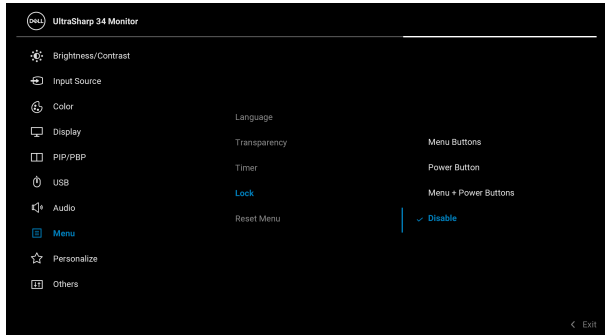 DELL UltraSharp 34 Monitor
Brightness/Contrast
Input Source
Color
Display
PIP/PBP
USB
Audio
Menu
Personalize
Others
Language
Transparency
Timer
Lock
Reset Menu
Menu Buttons
Power Button
Menu + Power Buttons
Disable
Exit